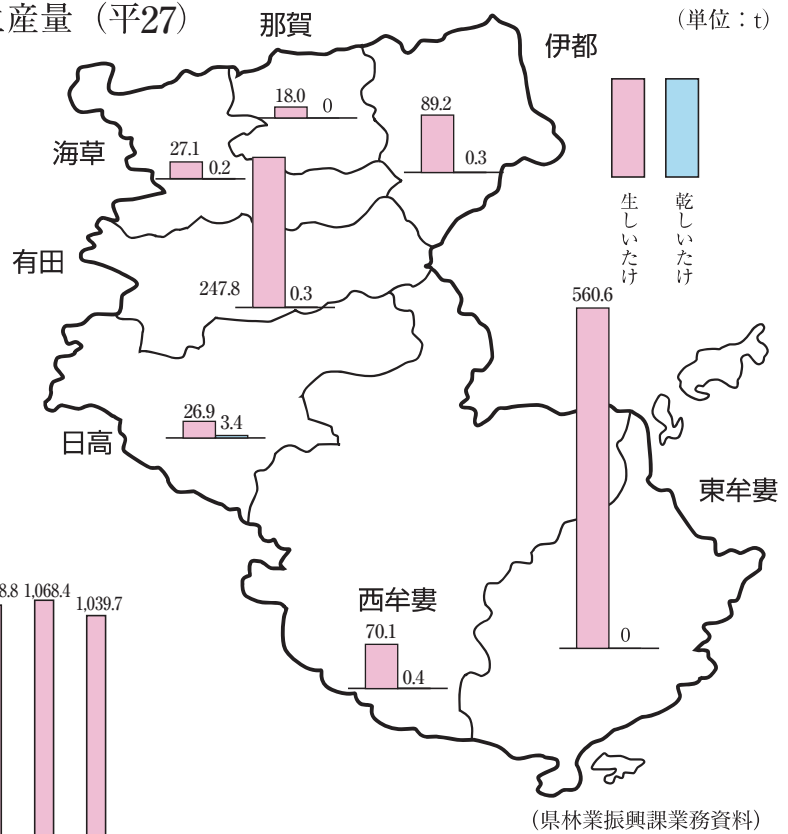 産量（平27）
（単位：t）
那賀
伊都
18.0 0
89.2
0.3
海草
27.1
0.2
生しいたけ
乾しいたけ
有田
247.8
0.3
560.6
26.9
3.4
日高
東牟婁
8.8 1,068.4
1,039.7
西牟婁
70.1
0.4
0
（県林業振興課業務資料）